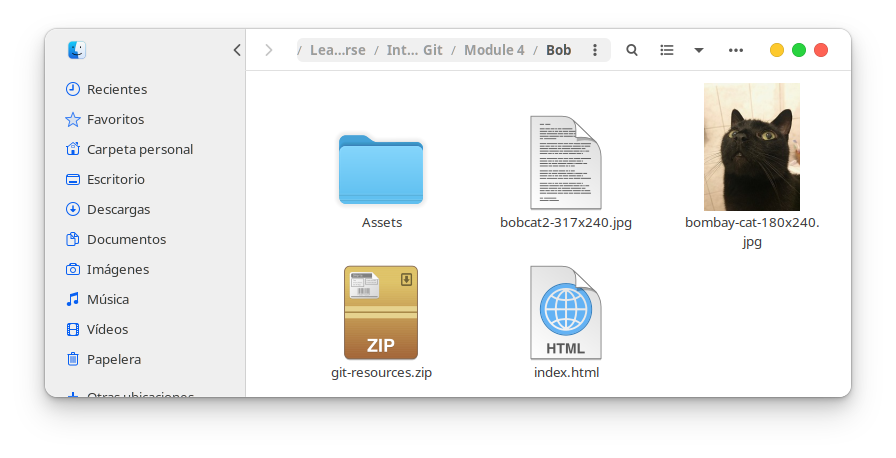 / Lea...rse / Int... Git / Module 4 / Bob
Recientes
Favoritos
Carpeta personal
Escritorio
Descargas
Documentos
Imágenes
Música
Vídeos
Papelera
Otras ubicaciones
Assets
bobcat2-317x240.jpg
bombay-cat-180x240.
jpg
ZIP
git-resources.zip
HTML
index.html